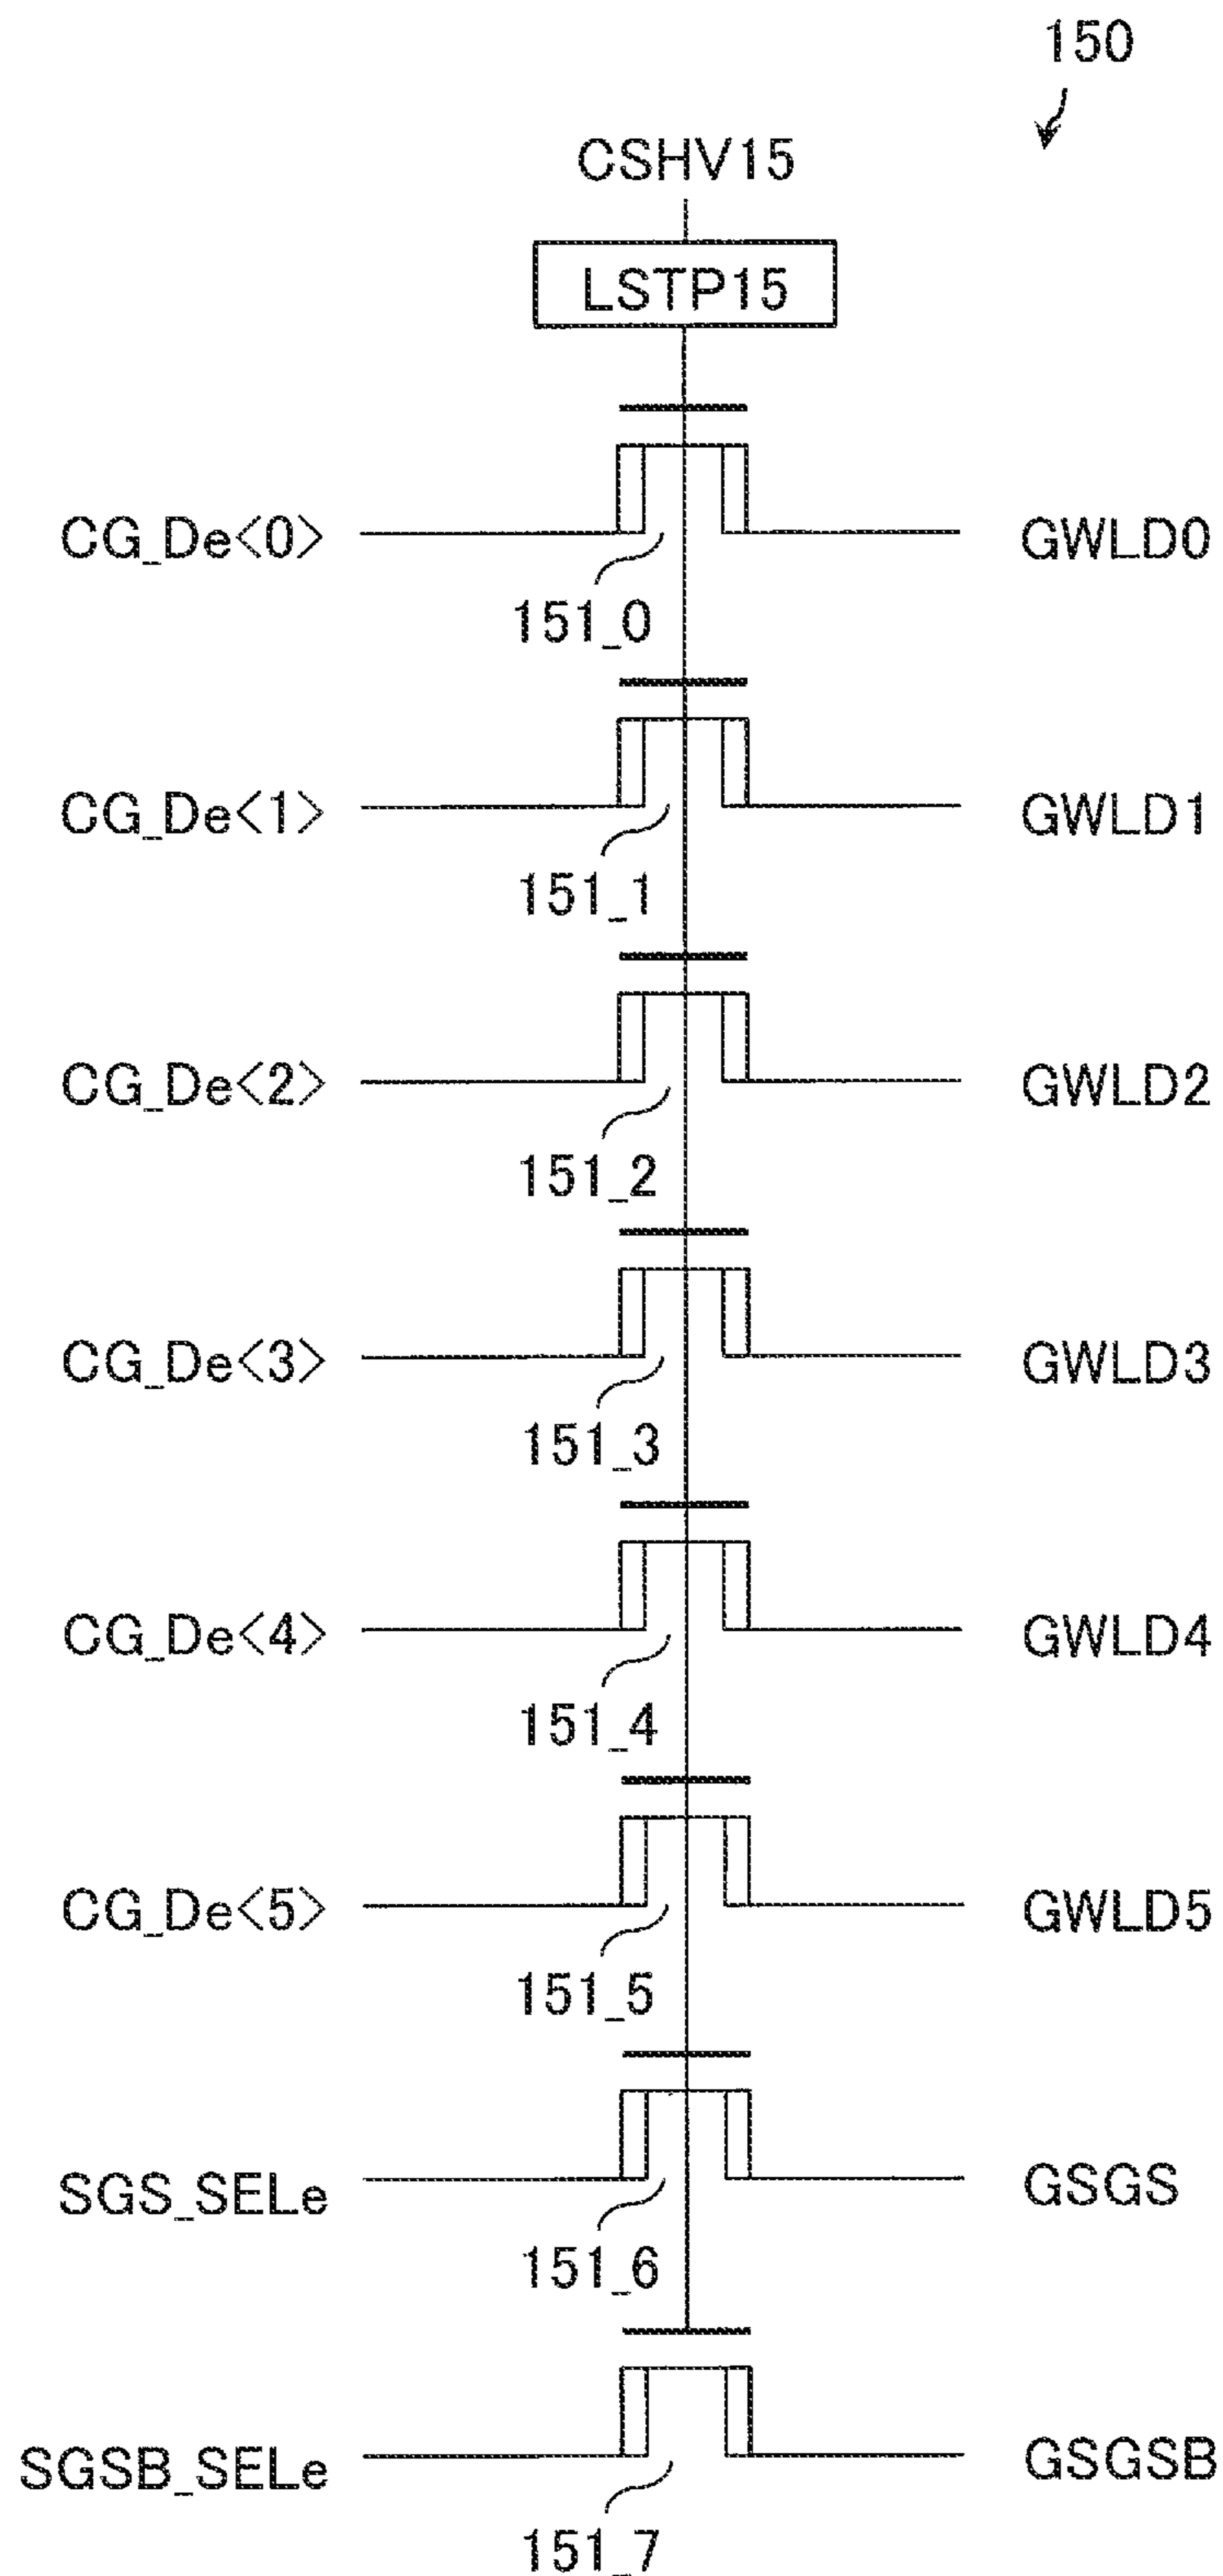 150
CSHV15
LSTP15
CG_De<0> GWLD0
151_0
CG_De<1> GWLD1
151_1
CG_De<2> GWLD2
151_2
CG_De<3> GWLD3
151_3
CG_De<4> GWLD4
151_4
CG_De<5> GWLD5
151_5
SGS_SELe GSGS
151_6
SGSB_SELe GSGSB
151_7